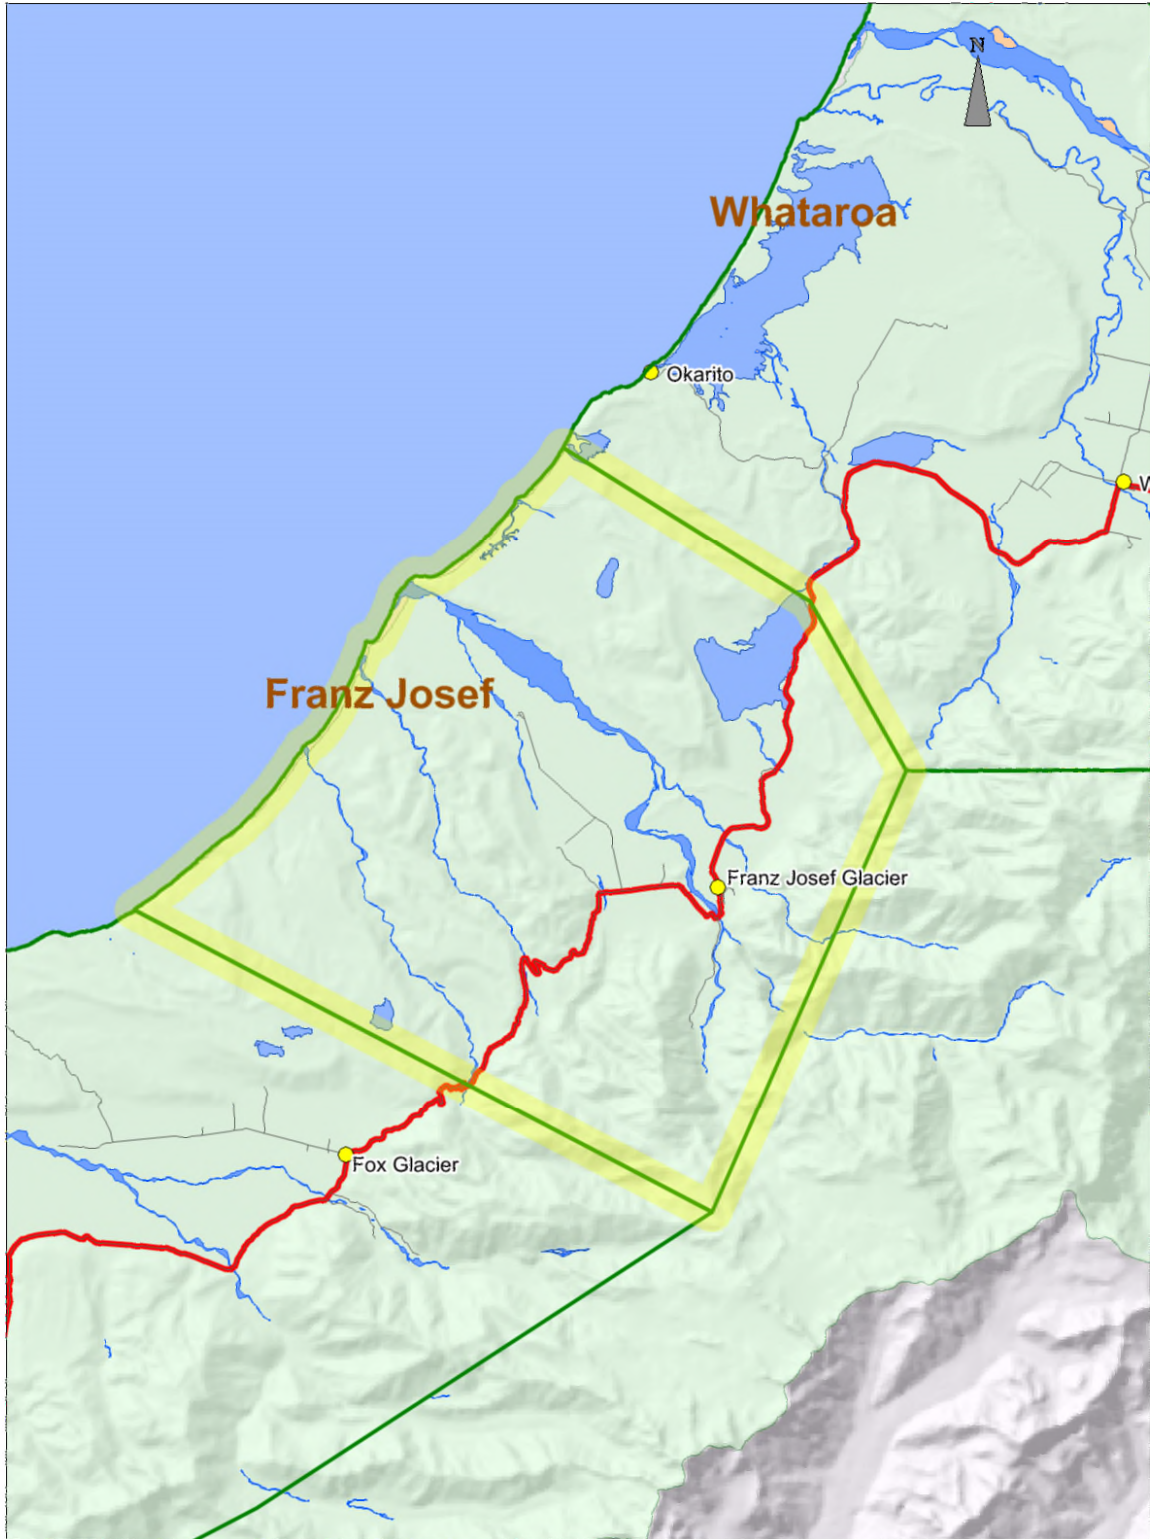 N
Whataroa
Okarito
W
Franz Josef
Franz Josef Glacier
Fox Glacier